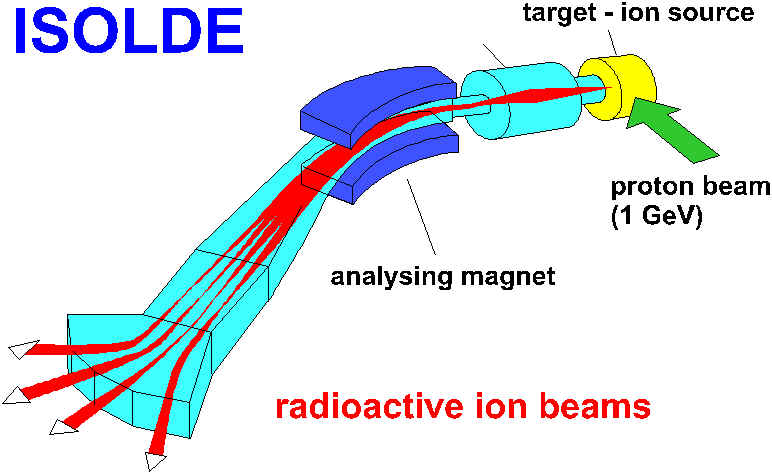 ISOLDE
target - ion source
proton beam
(1 GeV)
analysing magnet
radioactive ion beams